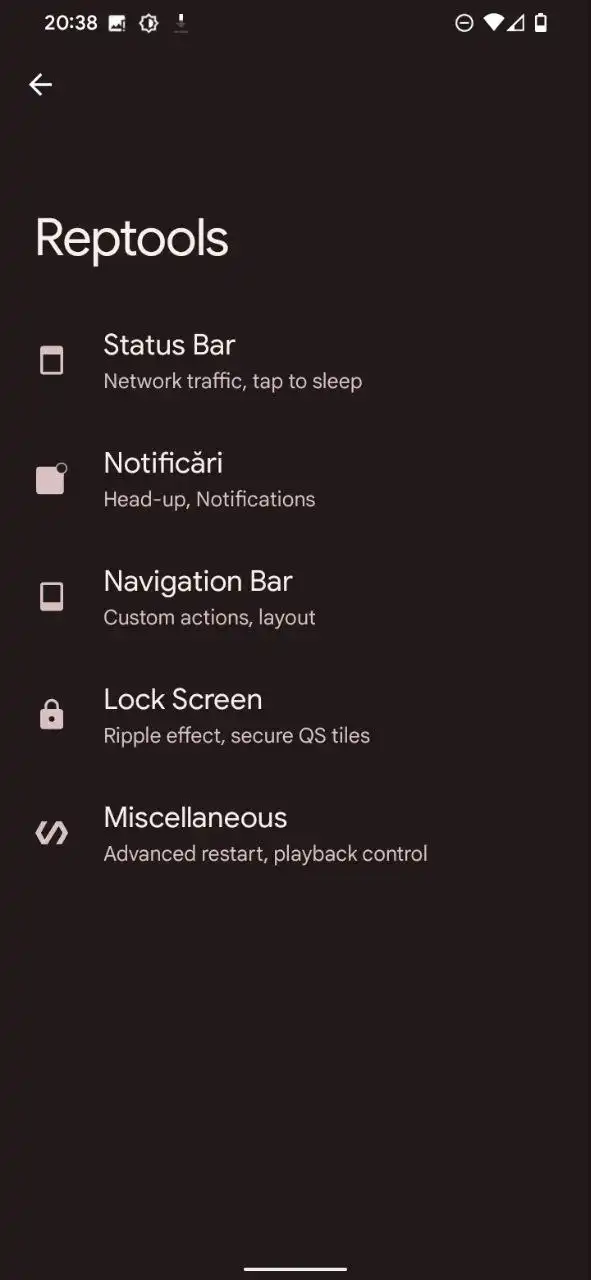 20:38
Reptools
Status Bar
Network traffic, tap to sleep
Notificări
Head-up, Notifications
Navigation Bar
Custom actions, layout
Lock Screen
Ripple effect, secure QS tiles
Miscellaneous
Advanced restart, playback control